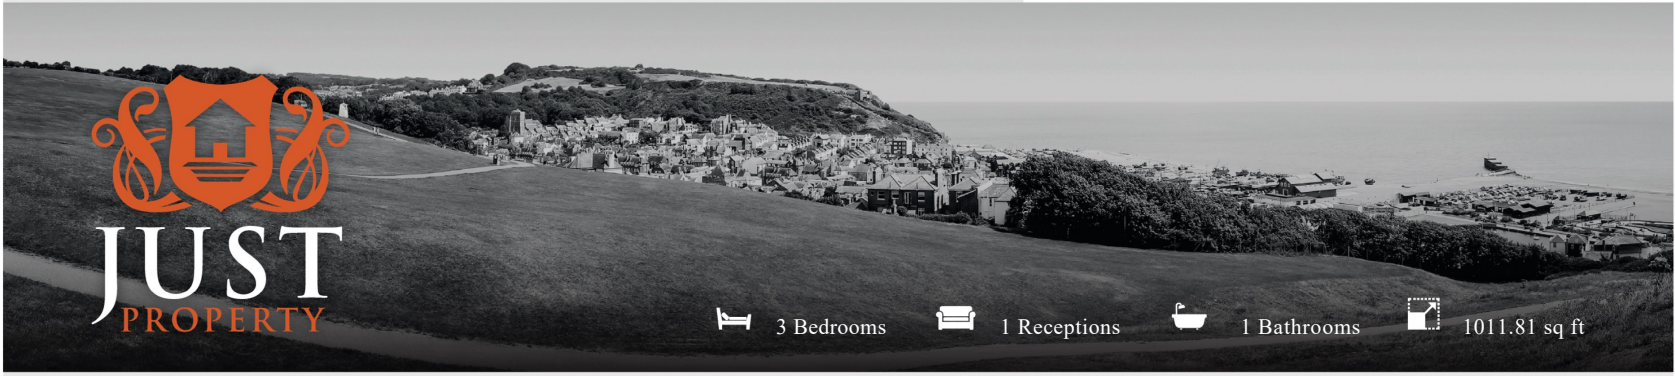 JUST
PROPERTY
3 Bedrooms
1 Receptions
1 Bathrooms
1011.81 sq ft